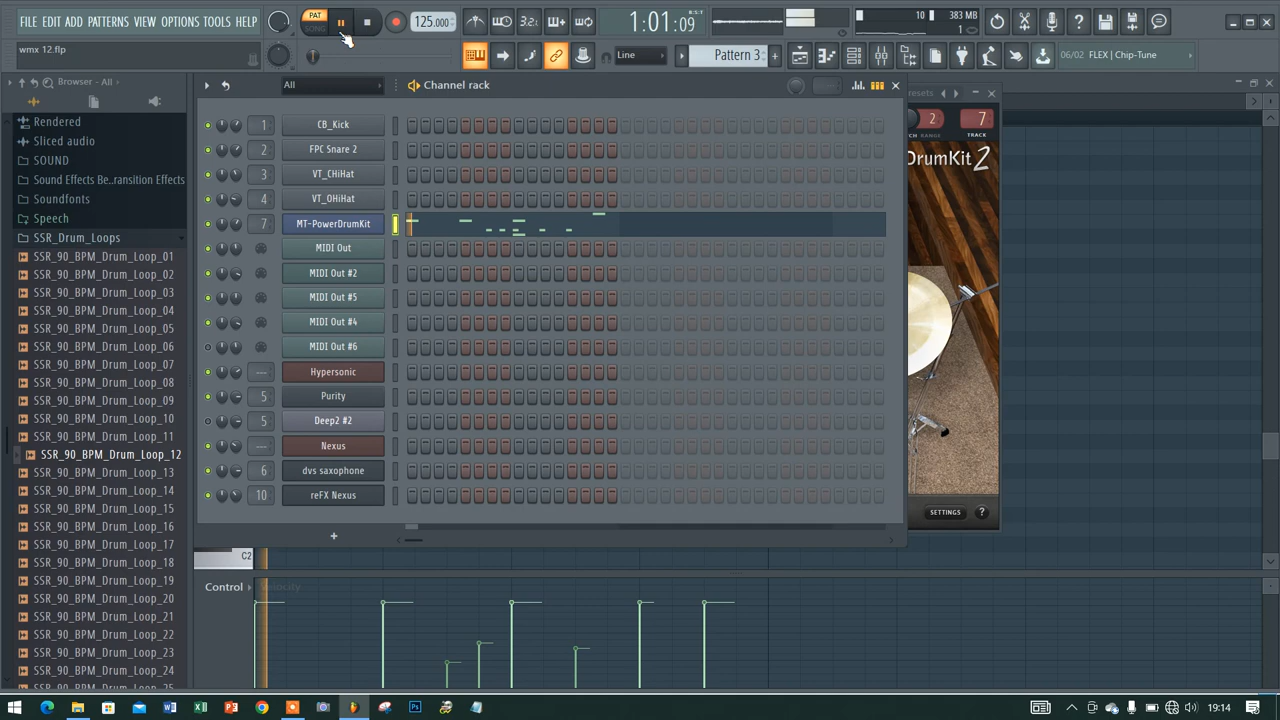 FILE EDIT ADD PATTERNS VIEW OPTIONS TOOLS HELP
PAT
SONG
125.000
1:01:09
10
383 MB
1
wmx 12.flp
Line
Pattern 3
06/02 FLEX | Chip-Tune
Browser - All
All
Channel rack
resets
2
7
RANGE
TRACK
DrumKit 2
Rendered
Sliced audio
SOUND
Sound Effects Be..ransition Effects
Soundfonts
Speech
SSR_Drum_Loops
SSR_90_BPM_Drum_Loop_01
SSR_90_BPM_Drum_Loop_02
SSR_90_BPM_Drum_Loop_03
SSR_90_BPM_Drum_Loop_04
SSR_90_BPM_Drum_Loop_05
SSR_90_BPM_Drum_Loop_06
SSR_90_BPM_Drum_Loop_07
SSR_90_BPM_Drum_Loop_08
SSR_90_BPM_Drum_Loop_09
SSR_90_BPM_Drum_Loop_10
SSR_90_BPM_Drum_Loop_11
SSR_90_BPM_Drum_Loop_12
SSR_90_BPM_Drum_Loop_13
SSR_90_BPM_Drum_Loop_14
SSR_90_BPM_Drum_Loop_15
SSR_90_BPM_Drum_Loop_16
SSR_90_BPM_Drum_Loop_17
SSR_90_BPM_Drum_Loop_18
SSR_90_BPM_Drum_Loop_19
SSR_90_BPM_Drum_Loop_20
SSR_90_BPM_Drum_Loop_21
SSR_90_BPM_Drum_Loop_22
SSR_90_BPM_Drum_Loop_23
SSR_90_BPM_Drum_Loop_24
1 CB_Kick
2 FPC Snare 2
3 VT_CHiHat
4 VT_OHiHat
7 MT-PowerDrumKit
MIDI Out
MIDI Out #2
MIDI Out #5
MIDI Out #4
MIDI Out #6
--- Hypersonic
5 Purity
5 Deep2 #2
--- Nexus
6 dvs saxophone
10 reFX Nexus
SETTINGS ?
C2
Control
Velocity
19:14